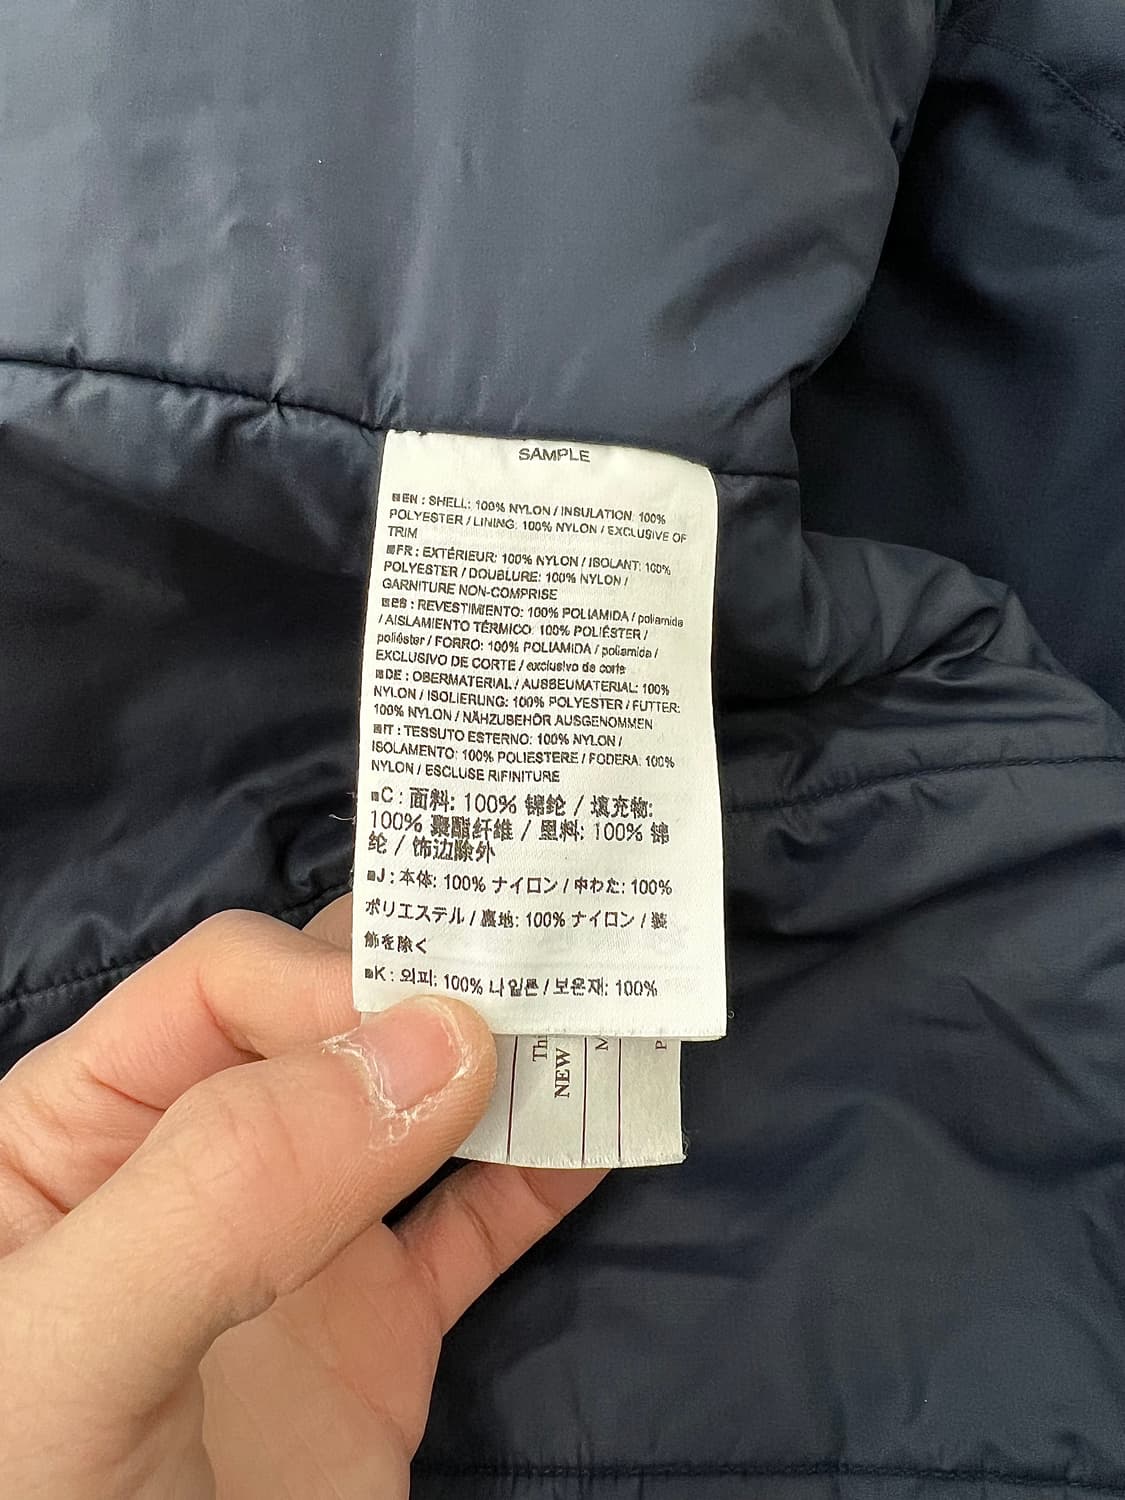 SAMPLE
EN : SHELL: 100% NYLON / INSULATION: 100%
POLYESTER / LINING: 100% NYLON / EXCLUSIVE OF
TRIM
FR : EXTÉRIEUR: 100% NYLON / ISOLANT: 100%
POLYESTER / DOUBLURE: 100% NYLON /
GARNITURE NON-COMPRISE
ES : REVESTIMIENTO: 100% POLIAMIDA / poliamida
/ AISLAMIENTO TÉRMICO: 100% POLIÉSTER /
poliéster / FORRO: 100% POLIAMIDA / poliamida /
EXCLUSIVO DE CORTE / exclusivo de corte
DE : OBERMATERIAL / AUSBEUMATERIAL: 100%
NYLON / ISOLIERUNG: 100% POLYESTER / FUTTER:
100% NYLON / NÄHZUBEHÖR AUSGENOMMEN
IT : TESSUTO ESTERNO: 100% NYLON /
ISOLAMENTO: 100% POLIESTERE / FODERA: 100%
NYLON / ESCLUSE RIFINITURE
C : 面料: 100% 锦纶 / 填充物:
100% 聚酯纤维 / 里料: 100% 锦
纶 / 饰边除外
J : 本体: 100% ナイロン / 中わた: 100%
ポリエステル / 裏地: 100% ナイロン / 装
飾を除く
K : 외피: 100% 나일론 / 보온재: 100%
Thi
NEW
M
P